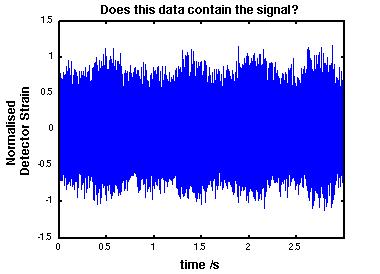 Does this data contain the signal?
1.5
1
0.5
0
-0.5
-1
-1.5
Normalised
Detector Strain
0 0.5 1 1.5 2 2.5
time /s